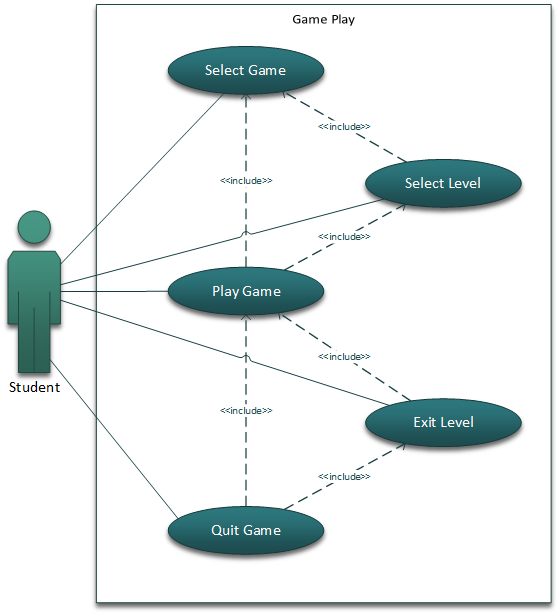 Game Play
Select Game
<<include>>
<<include>>
Select Level
<<include>>
Play Game
<<include>>
Student
<<include>>
Exit Level
<<include>>
Quit Game